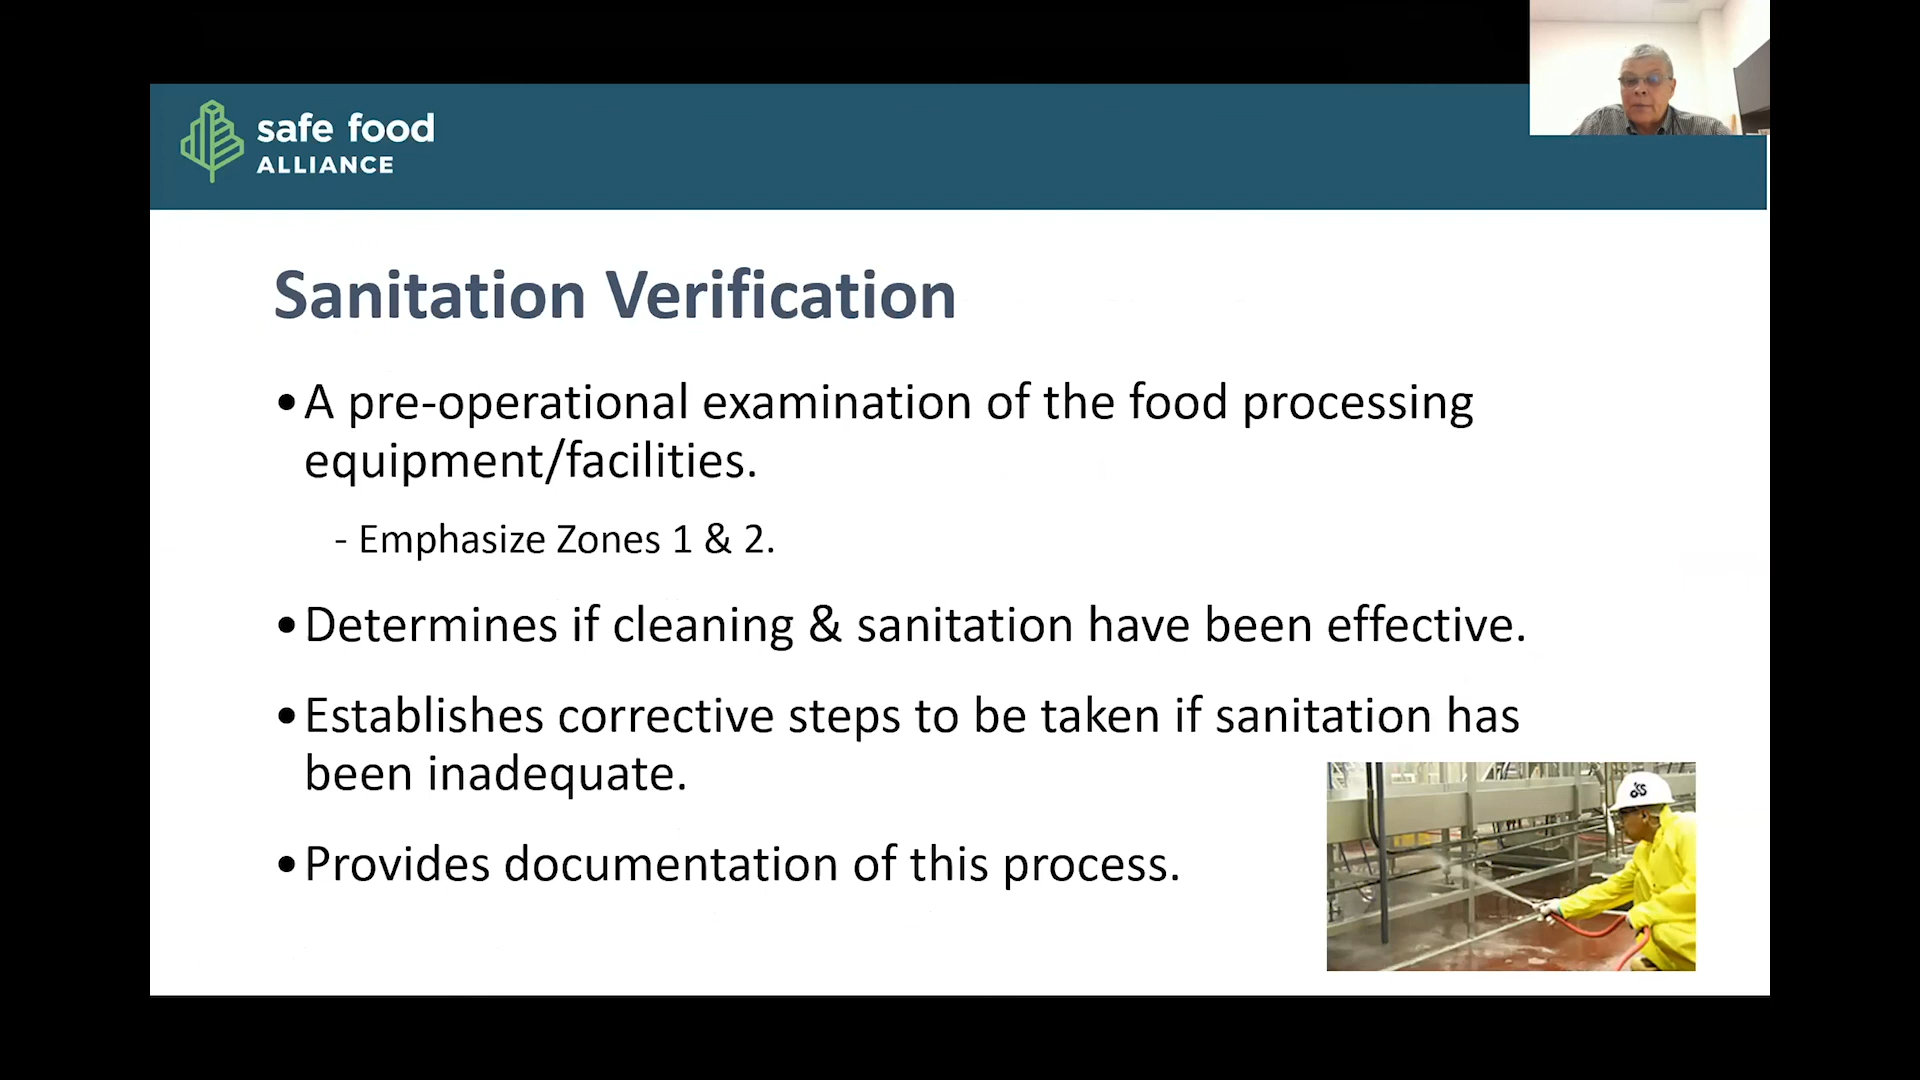 safe food
ALLIANCE
Sanitation Verification
•A pre-operational examination of the food processing
equipment/facilities.
- Emphasize Zones 1 & 2.
•Determines if cleaning & sanitation have been effective.
•Establishes corrective steps to be taken if sanitation has
been inadequate.
•Provides documentation of this process.